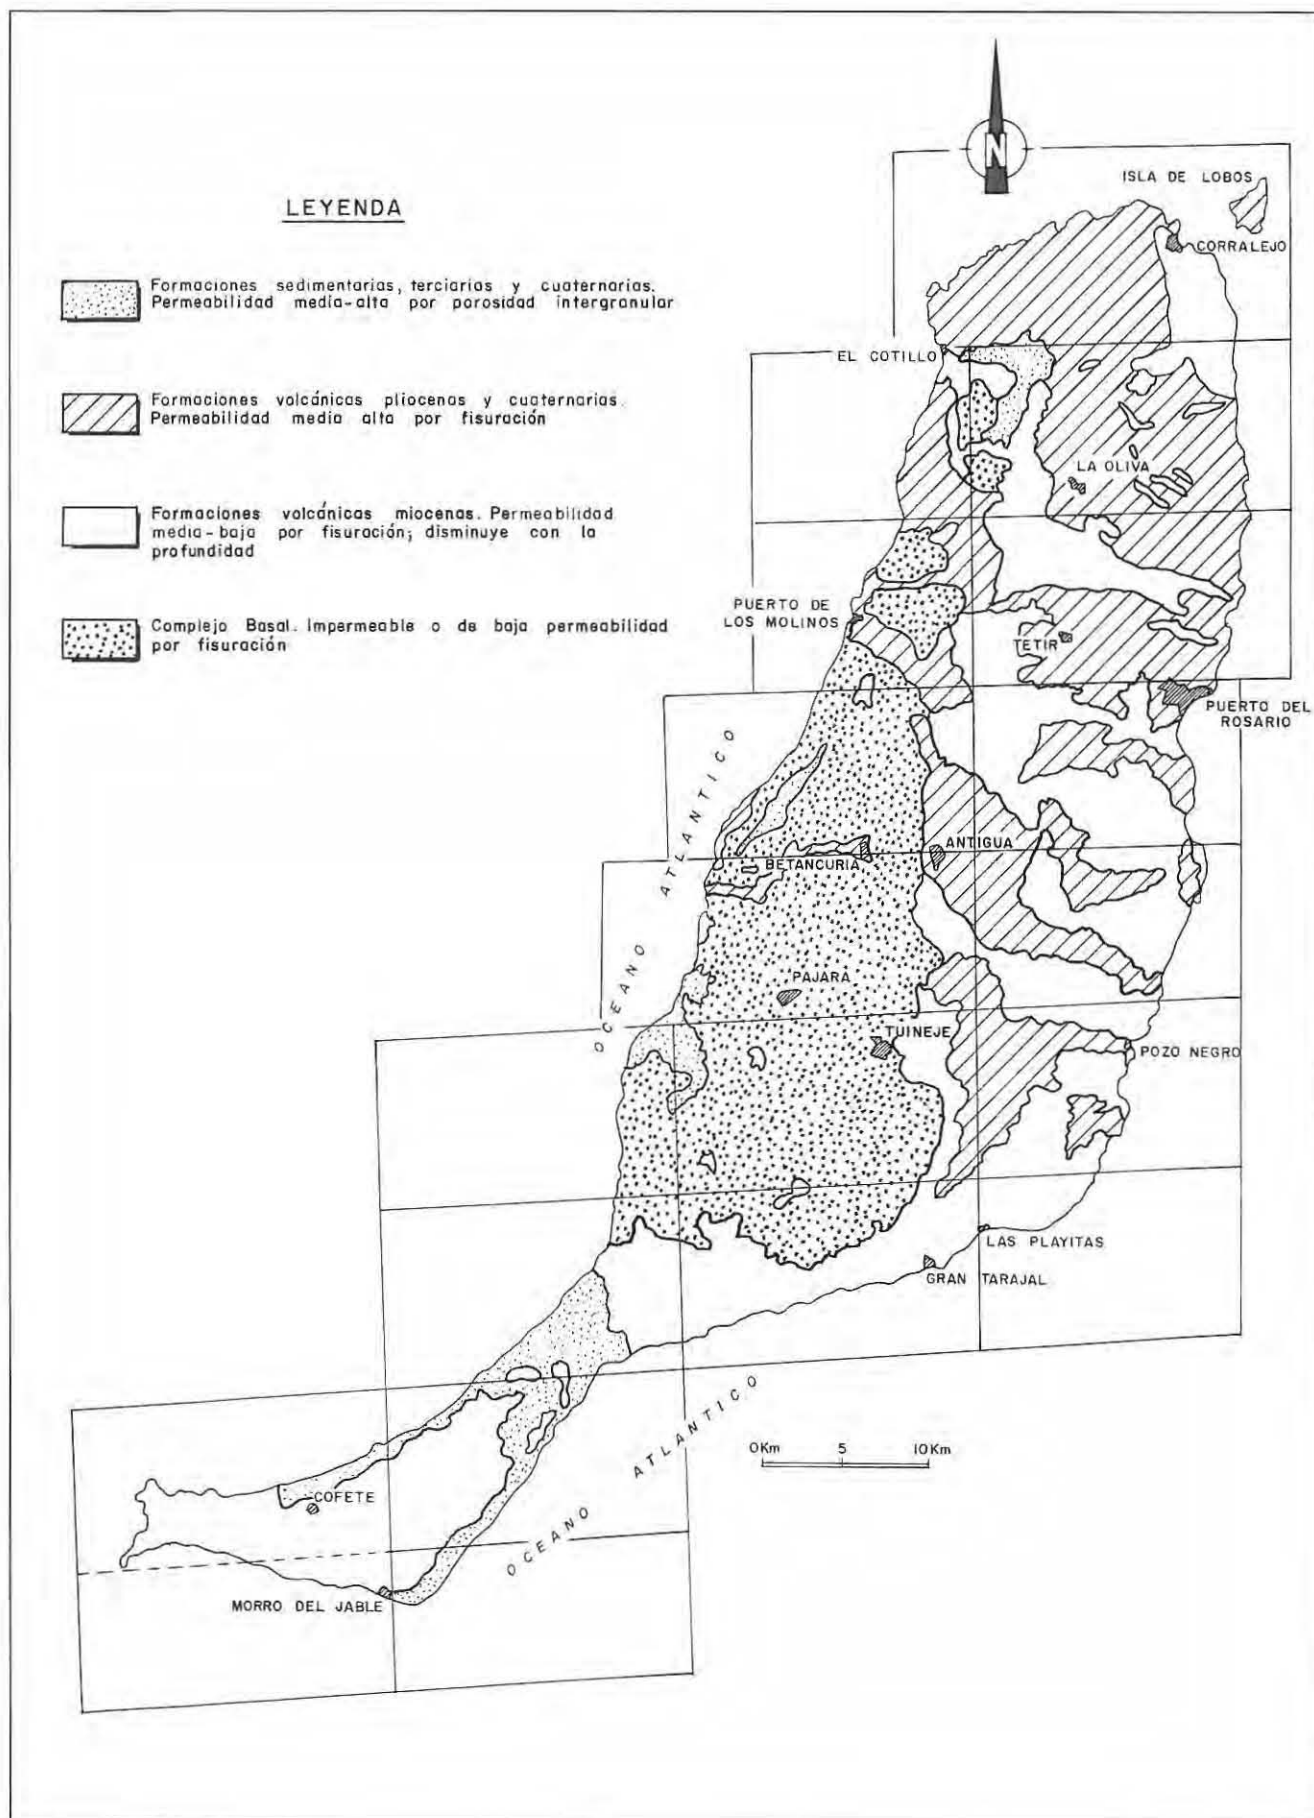 N
LEYENDA
Formaciones sedimentarias, terciarias y cuaternarias.
Permeabilidad media-alta por porosidad intergranular
Formaciones volcánicas pliocenas y cuaternarias.
Permeabilidad media alta por fisuración
Formaciones volcánicas miocenas. Permeabilidad
media-baja por fisuración; disminuye con la
profundidad
Complejo Basal. Impermeable o de baja permeabilidad
por fisuración
ISLA DE LOBOS
CORRALEJO
EL COTILLO
LA OLIVA
PUERTO DE
LOS MOLINOS
TETIR
PUERTO DEL
ROSARIO
OCEANO ATLANTICO
ANTIGUA
BETANCURIA
PAJARA
TUINEJE
POZO NEGRO
LAS PLAYITAS
GRAN TARAJAL
OCEANO ATLANTICO
0Km 5 10Km
COFETE
MORRO DEL JABLE